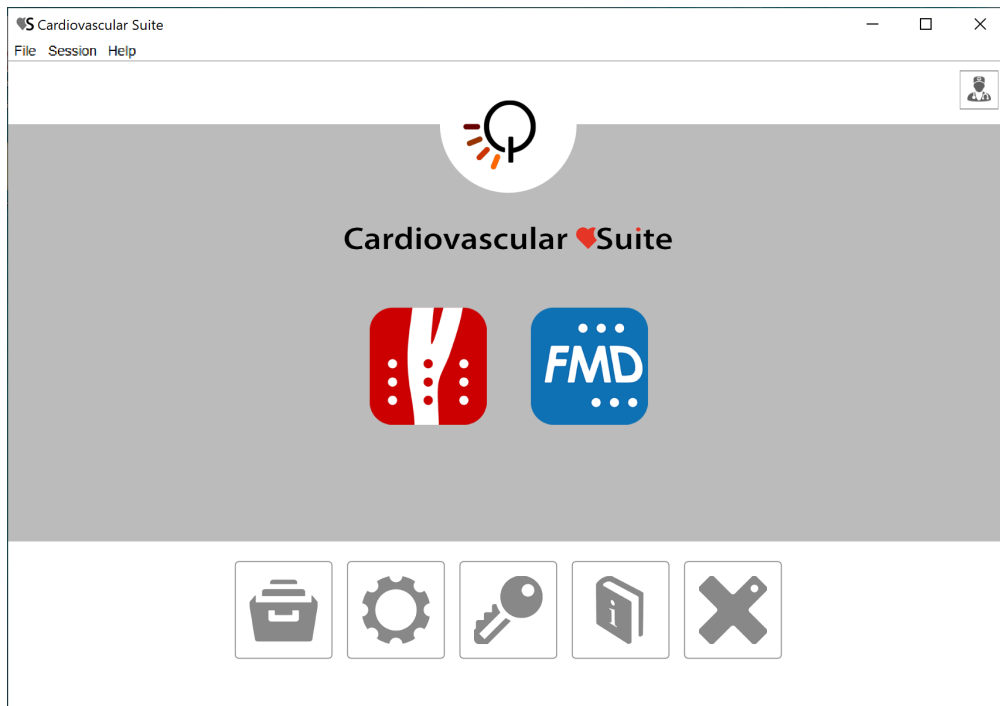 S Cardiovascular Suite
File Session Help
Cardiovascular Suite
FMD
i